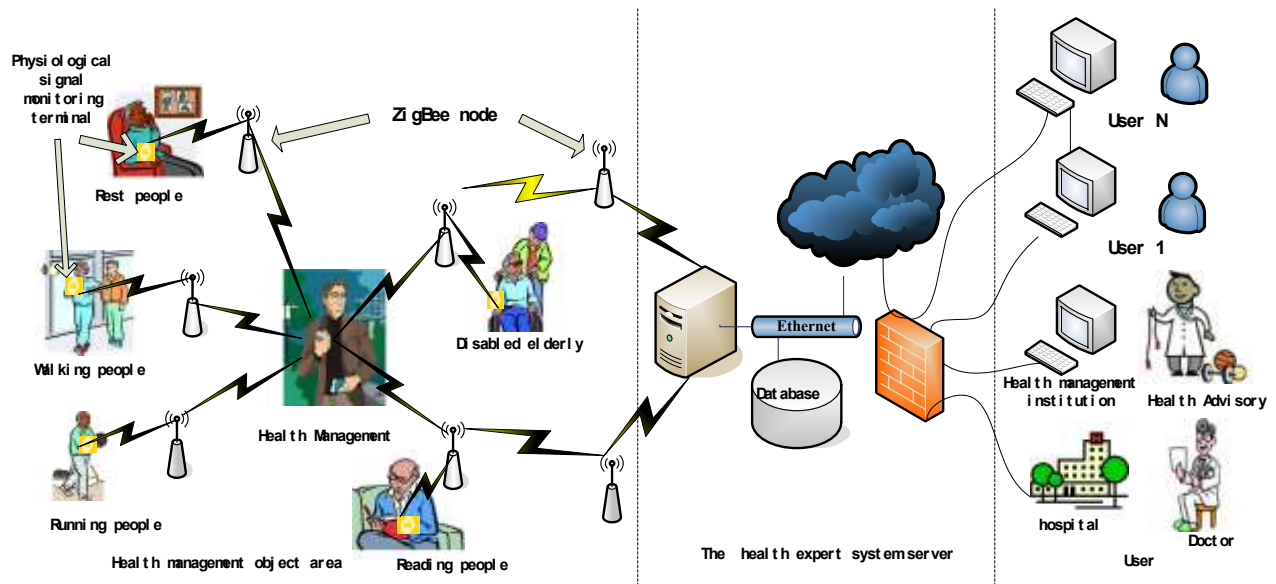 Physiological
signal
monitoring
terminal
ZigBee node
Rest people
Walking people
Running people
Health Management
Disabled elderly
Reading people
Health management object area
Ethernet
Database
The health expert system server
User N
User 1
Health management
institution
Health Advisory
H
hospital
Doctor
User